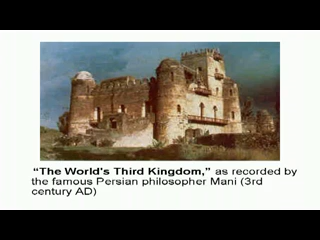 “The World's Third Kingdom,” as recorded by
the famous Persian philosopher Mani (3rd
century AD)